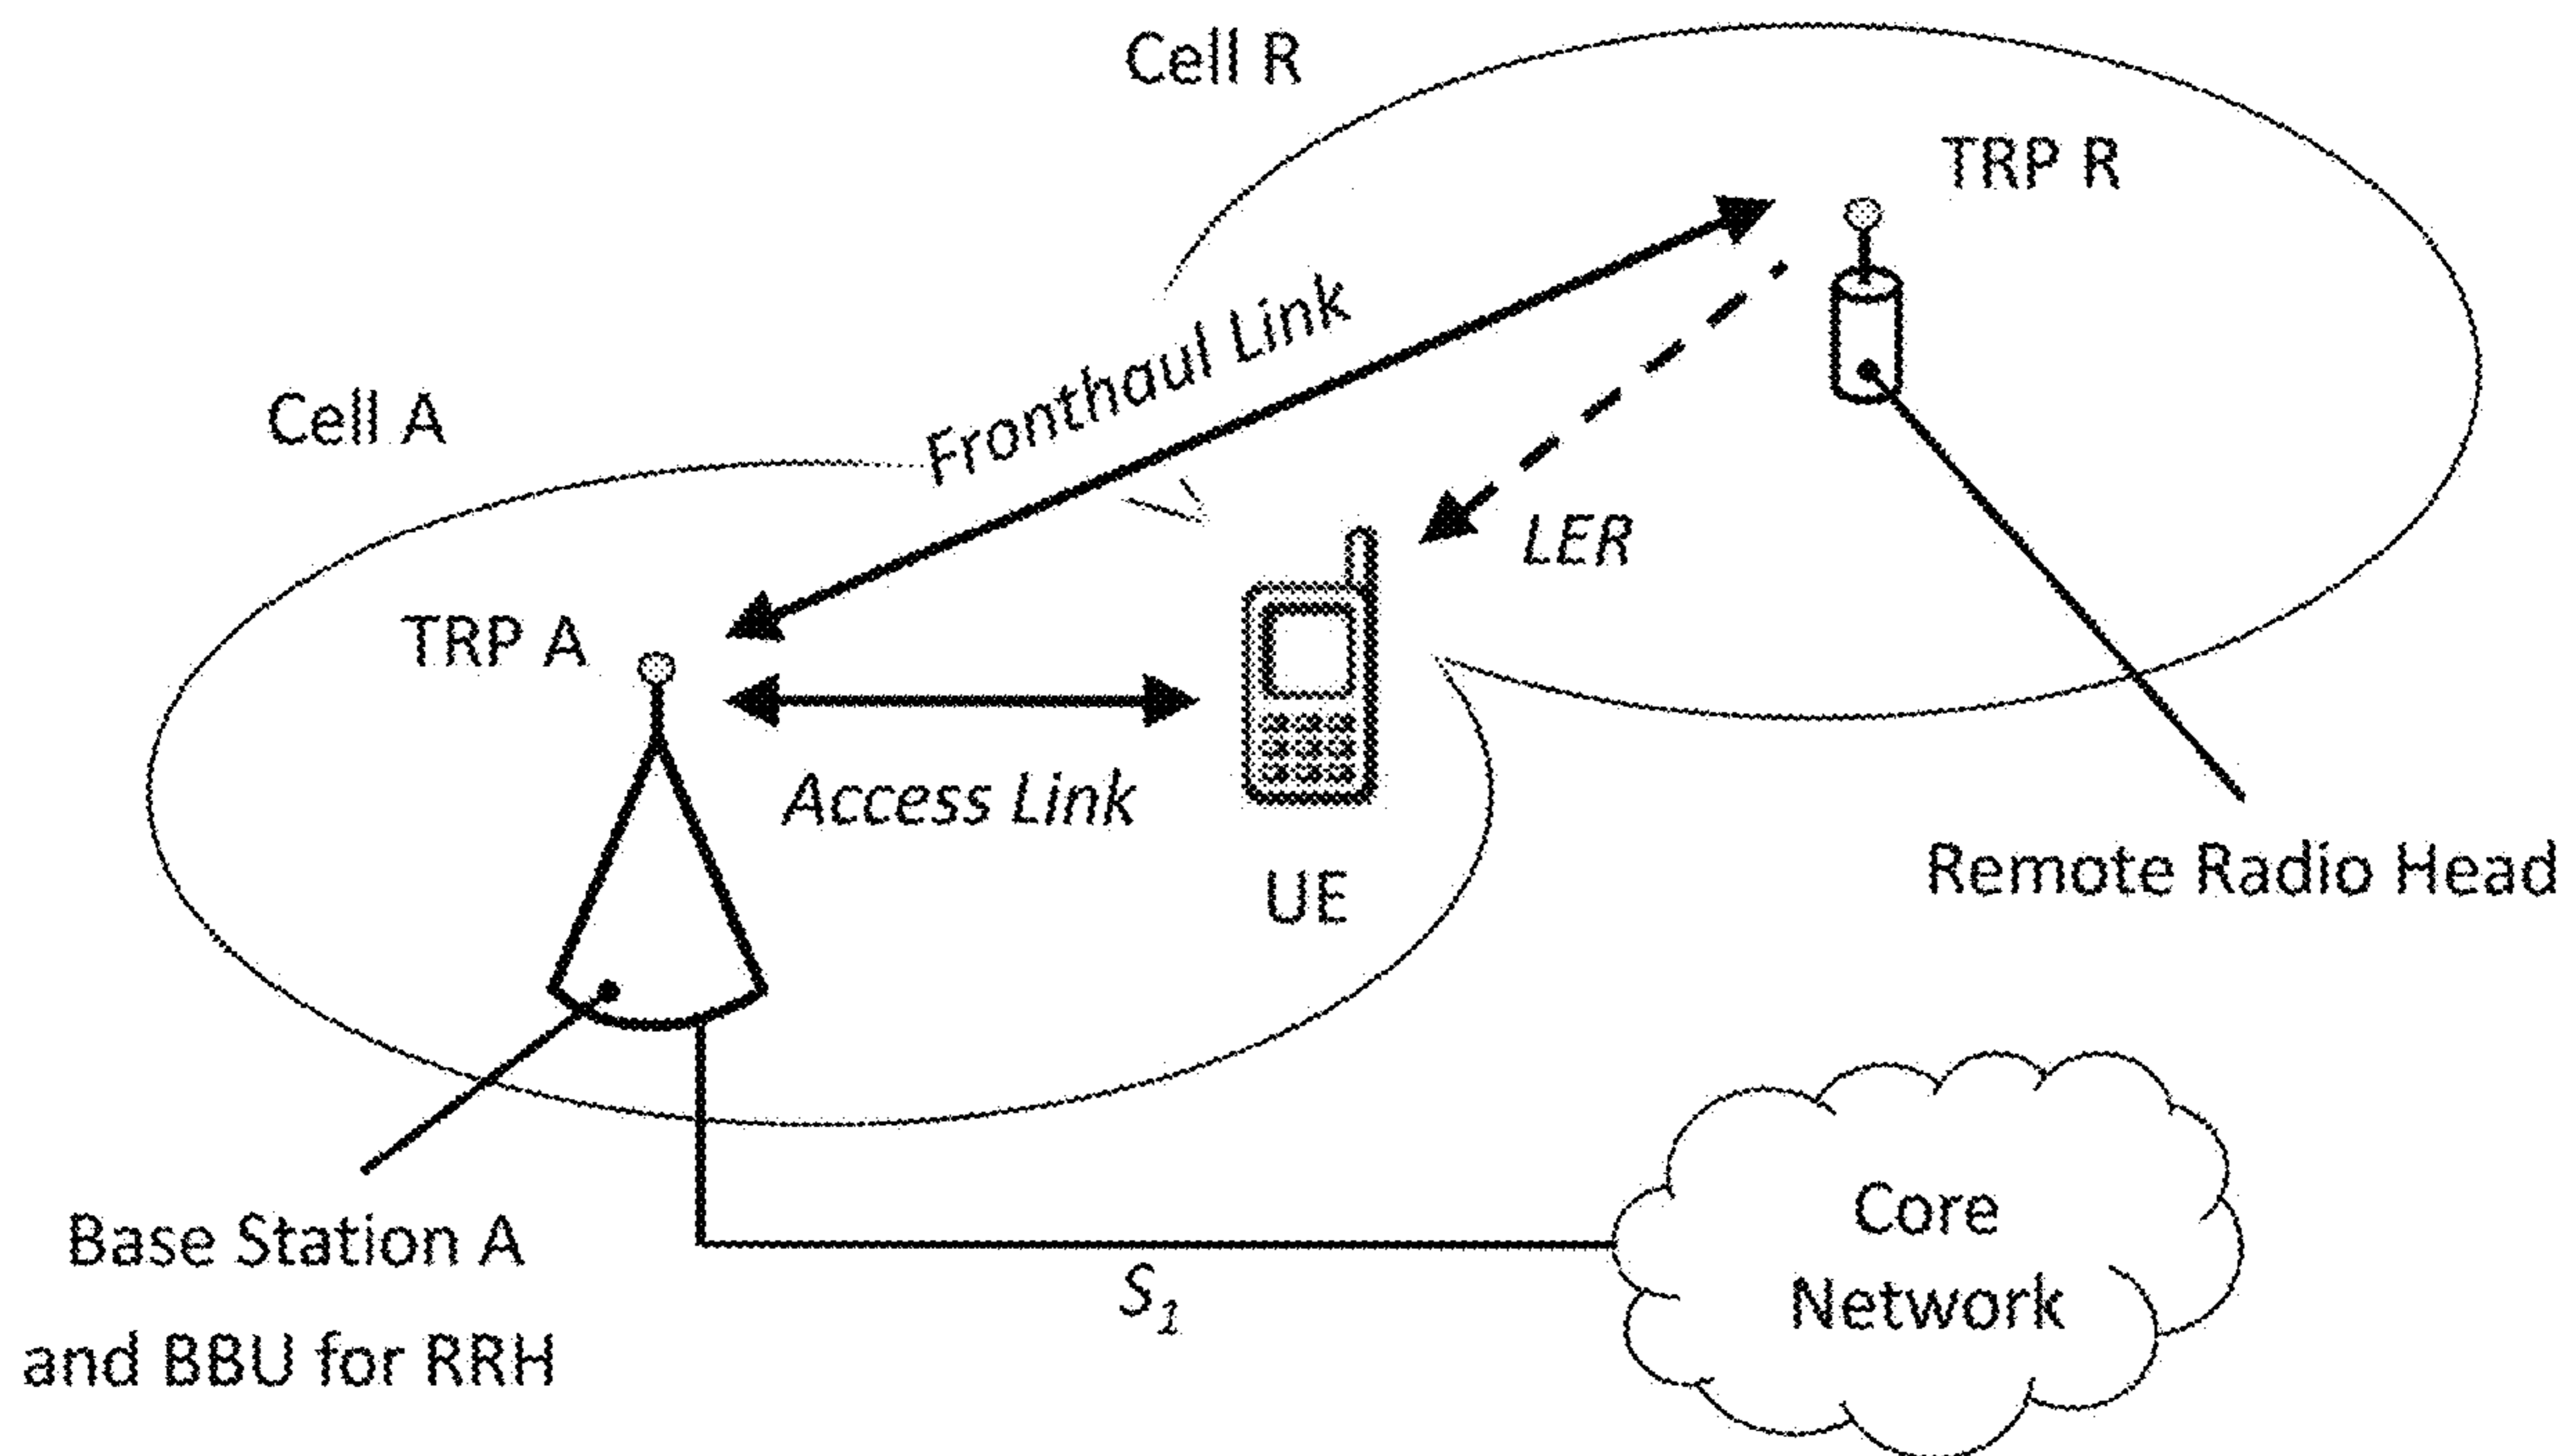 Cell R
TRP R
Fronthaul Link
Cell A
LER
TRP A
Access Link
UE
Remote Radio Head
Base Station A
and BBU for RRH
S1
Core
Network